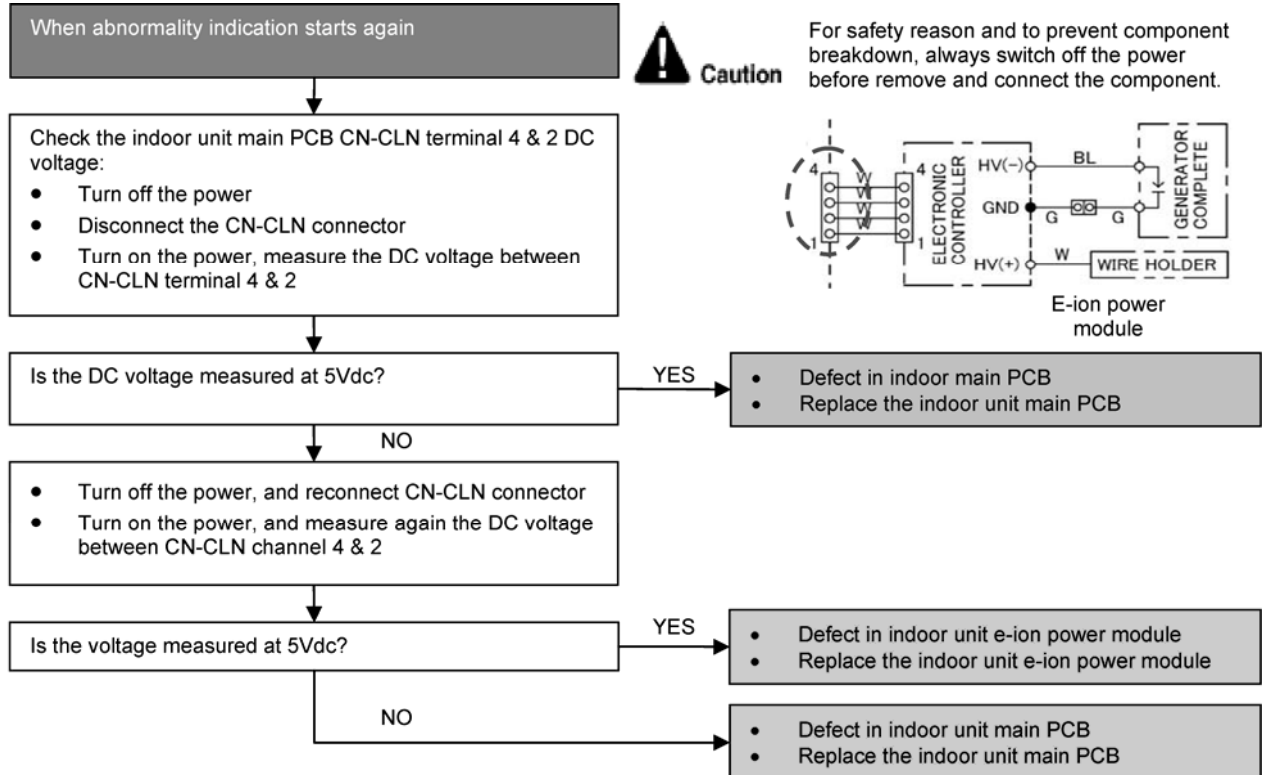 When abnormality indication starts again
Caution
For safety reason and to prevent component
breakdown, always switch off the power
before remove and connect the component.
Check the indoor unit main PCB CN-CLN terminal 4 & 2 DC
voltage:
● Turn off the power
● Disconnect the CN-CLN connector
● Turn on the power, measure the DC voltage between
CN-CLN terminal 4 & 2
4
1
W
W
W
W
4
1
ELECTRONIC
CONTROLLER
HV(−)
BL
GND
G
G
HV(+)
W
GENERATOR
COMPLETE
WIRE HOLDER
E-ion power
module
Is the DC voltage measured at 5Vdc?
YES
● Defect in indoor main PCB
● Replace the indoor unit main PCB
NO
● Turn off the power, and reconnect CN-CLN connector
● Turn on the power, and measure again the DC voltage
between CN-CLN channel 4 & 2
Is the voltage measured at 5Vdc?
YES
● Defect in indoor unit e-ion power module
● Replace the indoor unit e-ion power module
NO
● Defect in indoor unit main PCB
● Replace the indoor unit main PCB